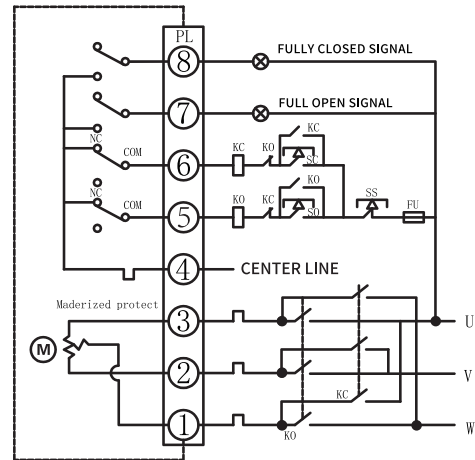 PL
8 FULLY CLOSED SIGNAL
7 FULL OPEN SIGNAL
KC
NC COM 6 KC KO SC
KO SS
NC COM 5 KO KC SO FU
4 CENTER LINE
Maderized protect 3 U
M 2 V
KC
1 KO W